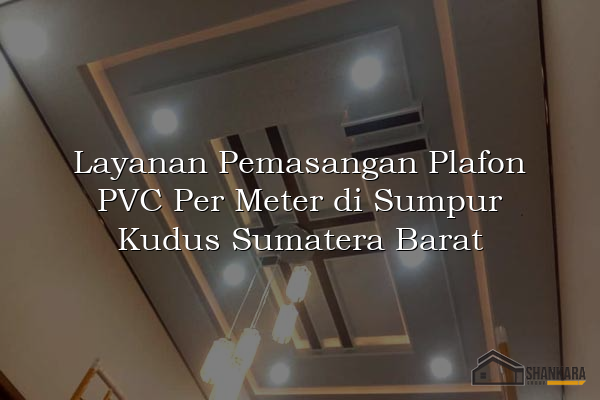 Layanan Pemasangan Plafon
PVC Per Meter di Sumpur
Kudus Sumatera Barat
SHANKARA